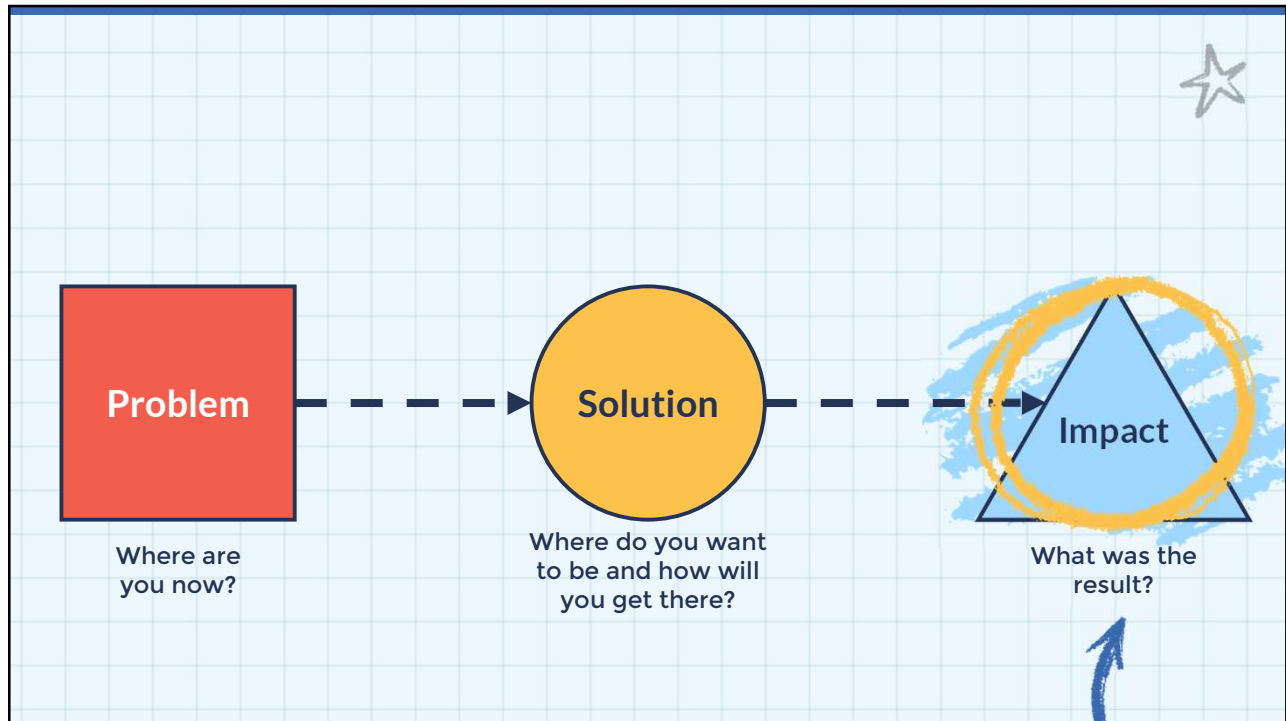 Problem
Where are
you now?
Solution
Where do you want
to be and how will
you get there?
Impact
What was the
result?